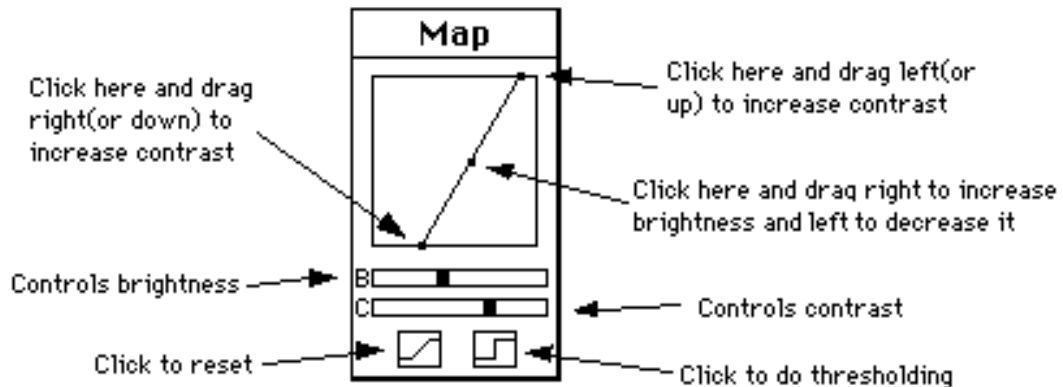 Map
Click here and drag
right(or down) to
increase contrast
Click here and drag left(or
up) to increase contrast
Click here and draq right to increase
brightness and left to decrease it
Controls brightness
B
C
Controls contrast
Click to reset
Click to do thresholding